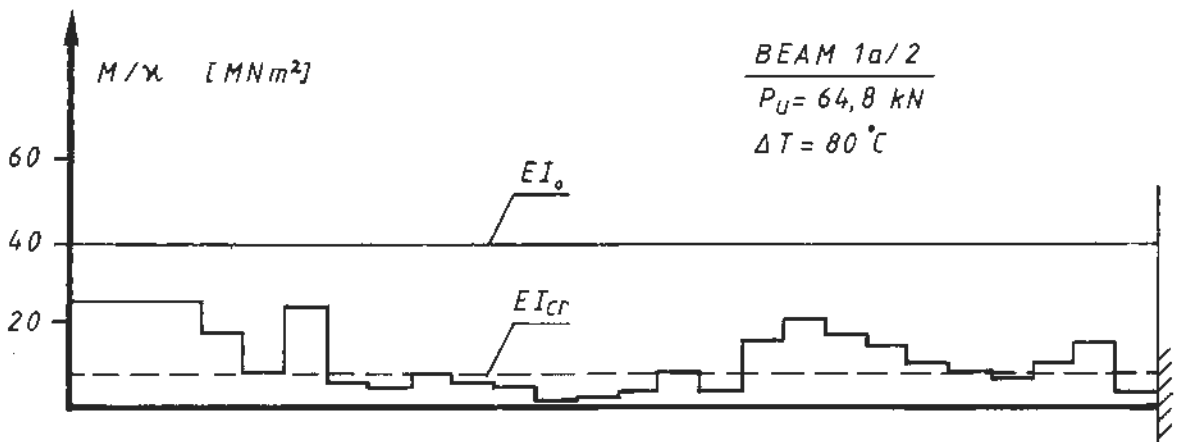 M/ϰ [MNm²]
BEAM 1a/2
P_U = 64,8 kN
ΔT = 80°C
60
EI₀
40
EI_cr
20